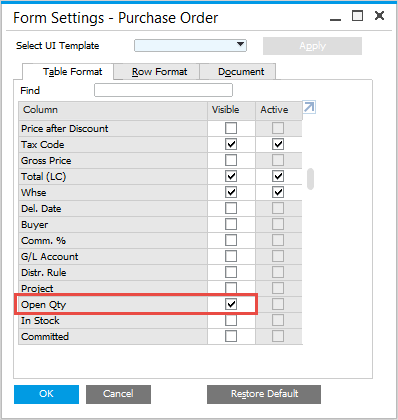 Form Settings - Purchase Order
Select UI Template
Apply
Table Format Row Format Document
Find
Column Visible Active
Price after Discount
Tax Code
Gross Price
Total (LC)
Whse
Del. Date
Buyer
Comm. %
G/L Account
Distr. Rule
Project
Open Qty
In Stock
Committed
OK Cancel Restore Default